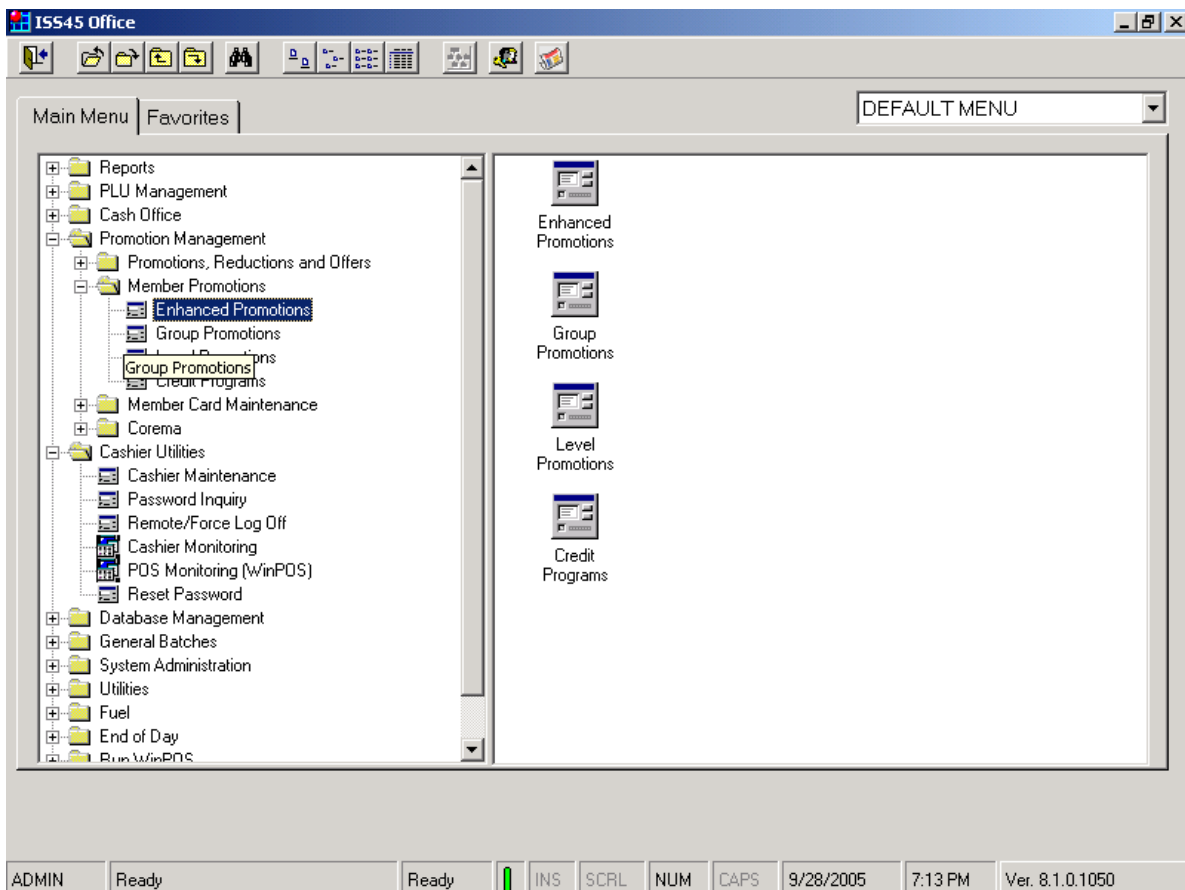 ISS45 Office
Main Menu
Favorites
DEFAULT MENU
Reports
PLU Management
Cash Office
Promotion Management
Promotions, Reductions and Offers
Member Promotions
Enhanced Promotions
Group Promotions
Group Promotions
Credit Programs
Member Card Maintenance
Corema
Cashier Utilities
Cashier Maintenance
Password Inquiry
Remote/Force Log Off
Cashier Monitoring
POS Monitoring (WinPOS)
Reset Password
Database Management
General Batches
System Administration
Utilities
Fuel
End of Day
Run WinPOS
Enhanced
Promotions
Group
Promotions
Level
Promotions
Credit
Programs
ADMIN
Ready
Ready
INS
SCRL
NUM
CAPS
9/28/2005
7:13 PM
Ver. 8.1.0.1050